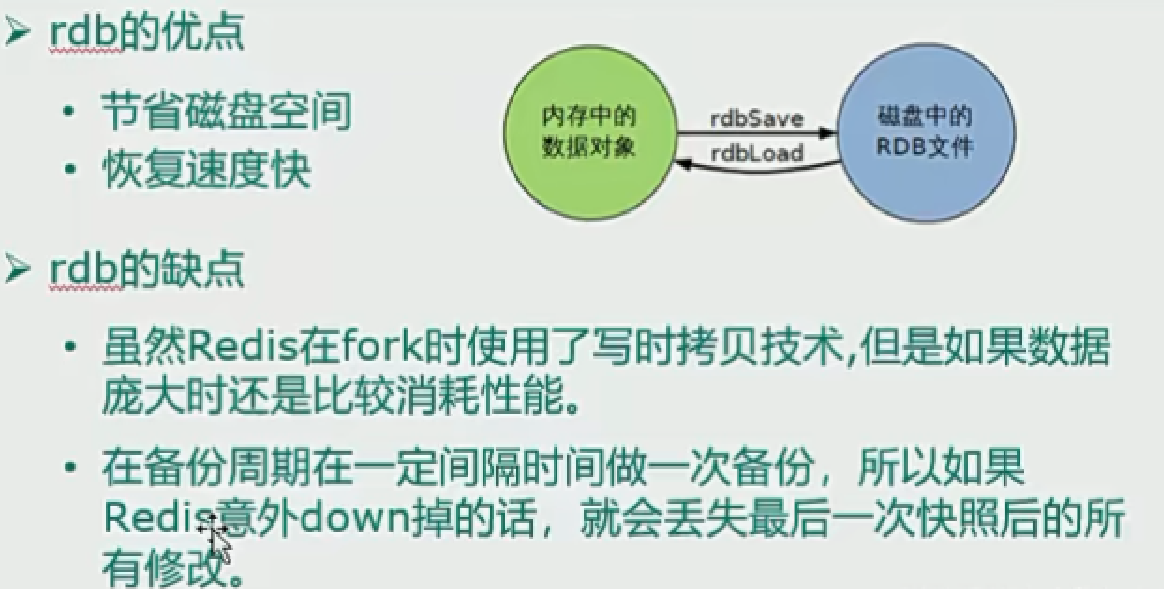 rdb的优点
节省磁盘空间
恢复速度快
内存中的
数据对象
rdbSave
rdbLoad
磁盘中的
RDB文件
rdb的缺点
虽然Redis在fork时使用了写时拷贝技术,但是如果数据
庞大时还是比较消耗性能。
在备份周期在一定间隔时间做一次备份，所以如果
Redis意外down掉的话，就会丢失最后一次快照后的所
有修改。